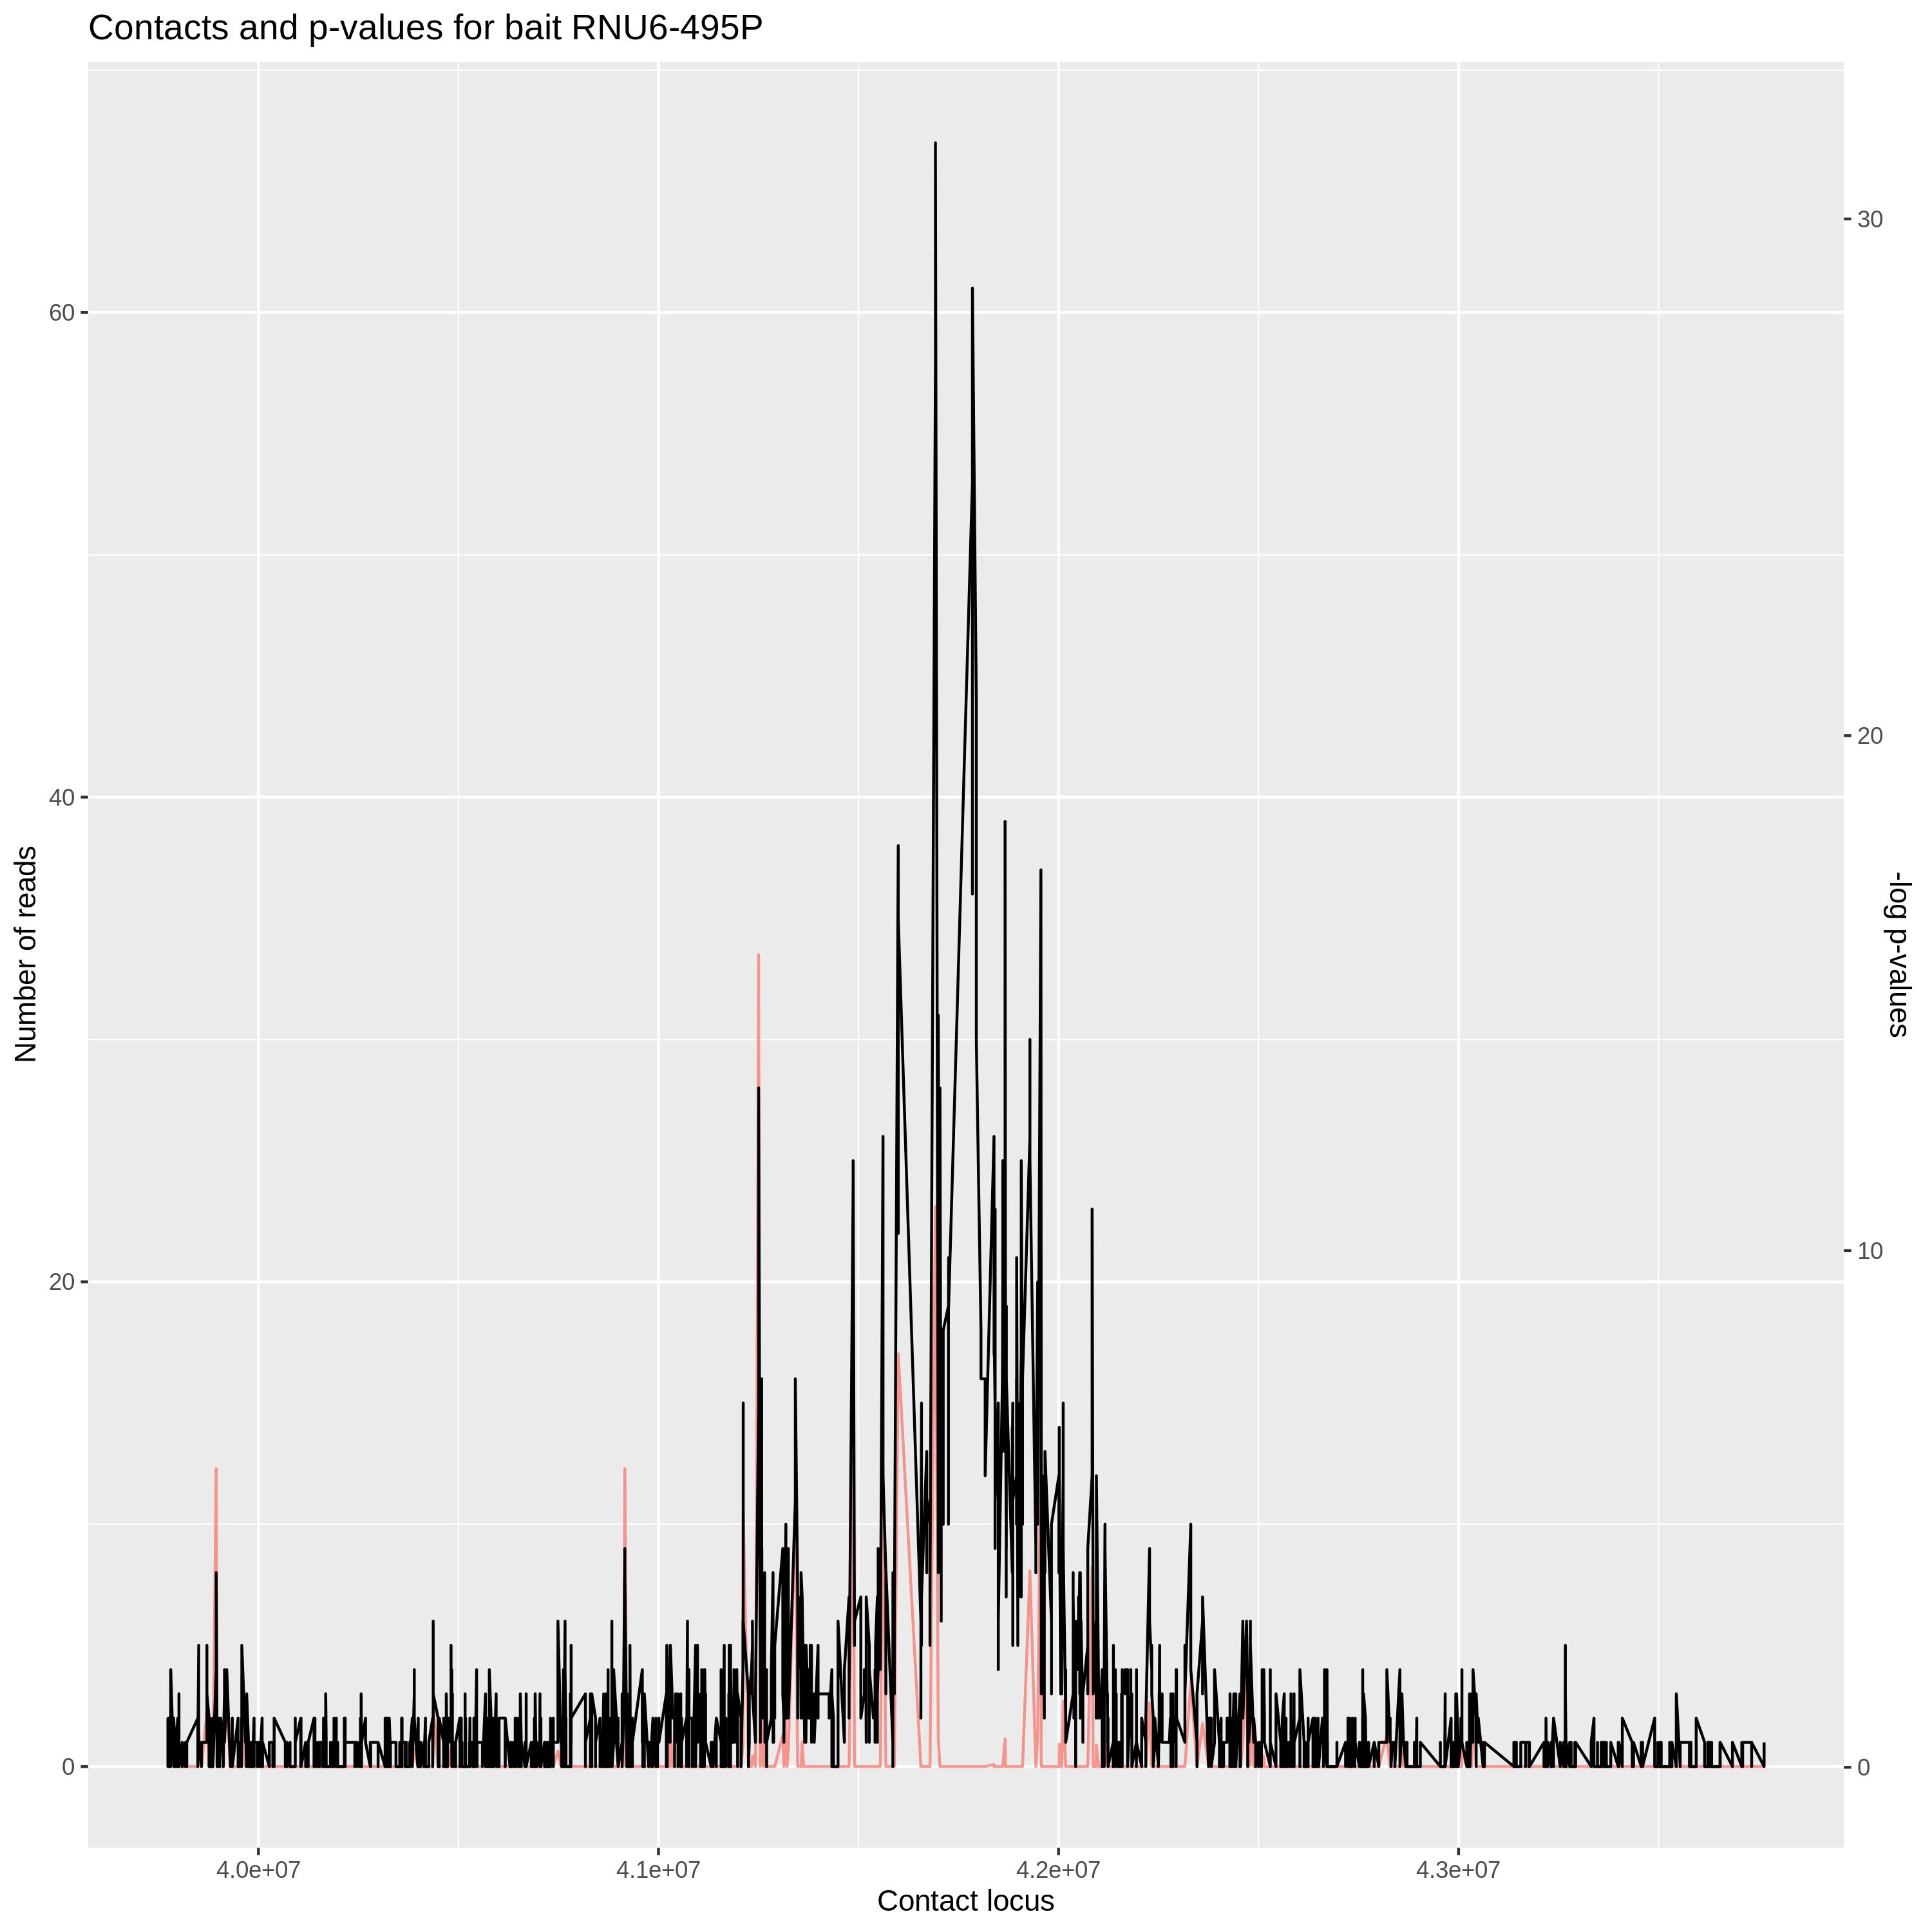 Contacts and p-values for bait RNU6-495P
60
40
20
0
30
20
10
0
Number of reads
-log p-values
4.0e+07
4.1e+07
4.2e+07
4.3e+07
Contact locus